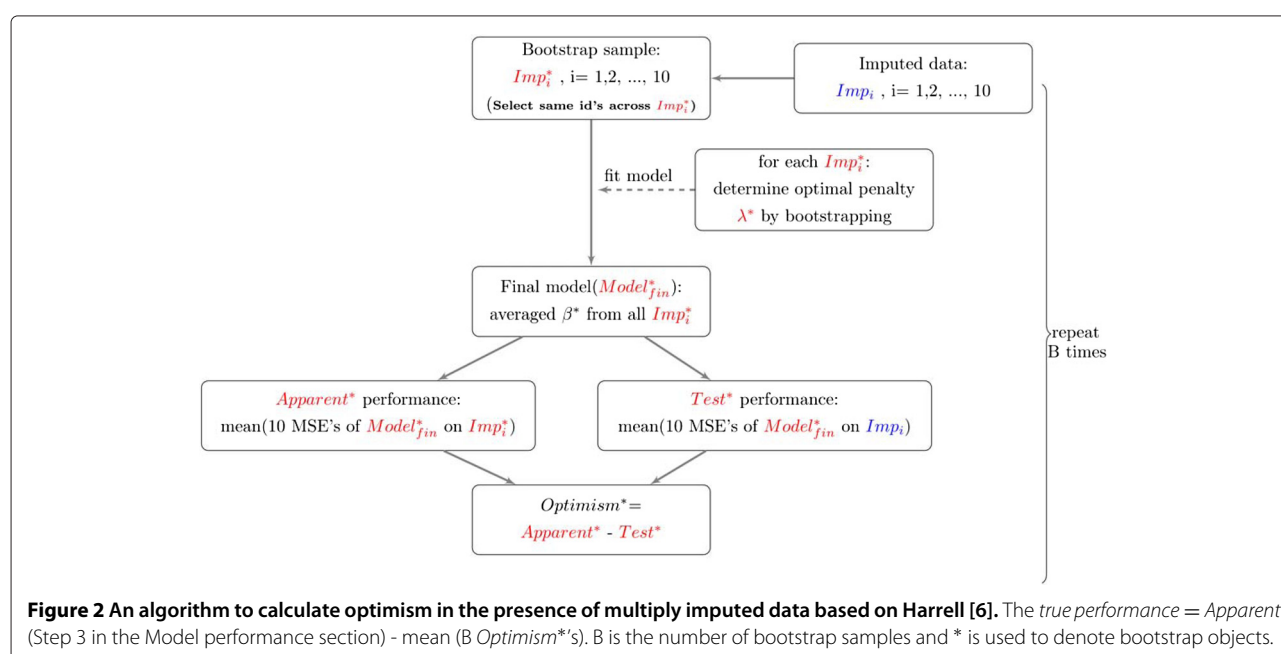 Bootstrap sample:
Imp*i , i= 1,2, ..., 10
(Select same id's across Imp*i)
Imputed data:
Impi , i= 1,2, ..., 10
for each Imp*i:
determine optimal penalty
λ* by bootstrapping
fit model
Final model(Model*fin):
averaged β* from all Imp*i
repeat
B times
Apparent* performance:
mean(10 MSE's of Model*fin on Imp*i)
Test* performance:
mean(10 MSE's of Model*fin on Impi)
Optimism*=
Apparent* - Test*
Figure 2 An algorithm to calculate optimism in the presence of multiply imputed data based on Harrell [6]. The true performance = Apparent
(Step 3 in the Model performance section) - mean (B Optimism*'s). B is the number of bootstrap samples and * is used to denote bootstrap objects.